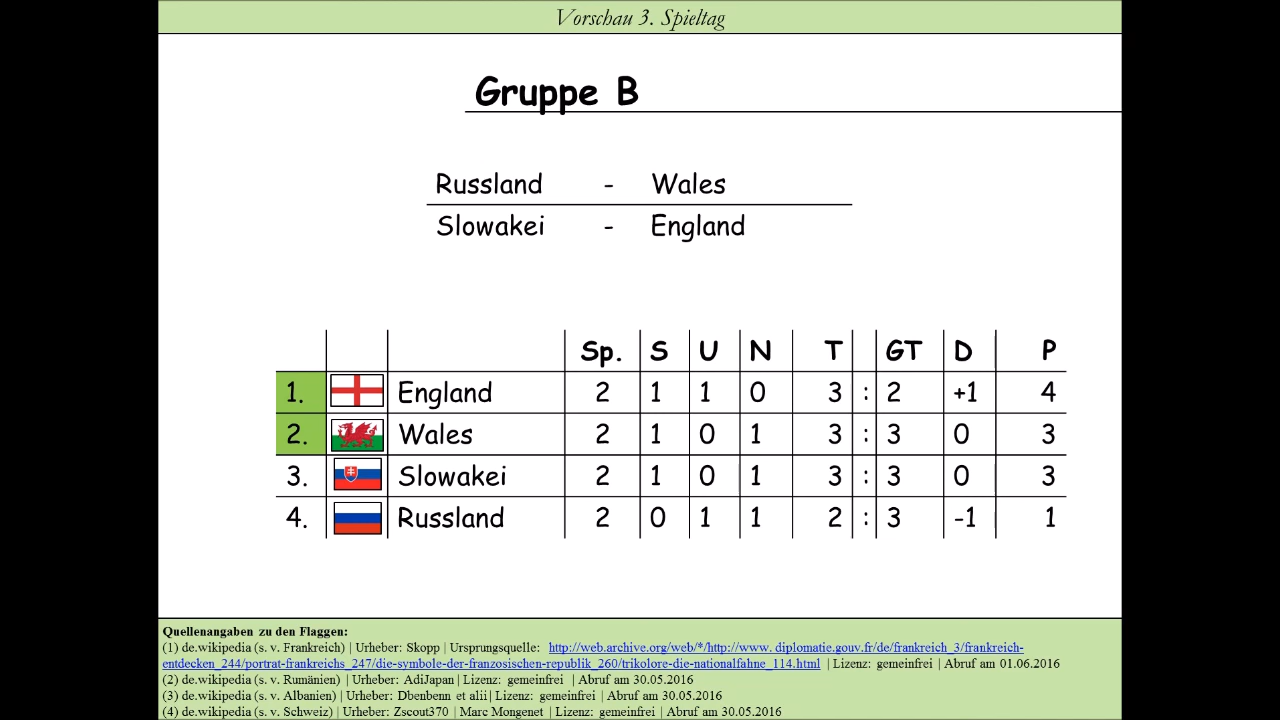 Vorschau 3. Spieltag
Gruppe B
Russland - Wales
Slowakei - England
Sp. S U N T GT D P
1. England 2 1 1 0 3 : 2 +1 4
2. Wales 2 1 0 1 3 : 3 0 3
3. Slowakei 2 1 0 1 3 : 3 0 3
4. Russland 2 0 1 1 2 : 3 -1 1
Quellenangaben zu den Flaggen:
(1) de.wikipedia (s. v. Frankreich) | Urheber: Skopp | Ursprungsquelle: http://web.archive.org/web/*/http://www. diplomatie.gouv.fr/de/frankreich_3/frankreich-
entdecken_244/portrat-frankreichs_247/die-symbole-der-franzosischen-republik_260/trikolore-die-nationalfahne_114.html | Lizenz: gemeinfrei | Abruf am 01.06.2016
(2) de.wikipedia (s. v. Rumänien) | Urheber: AdiJapan | Lizenz: gemeinfrei | Abruf am 30.05.2016
(3) de.wikipedia (s. v. Albanien) | Urheber: Dbenbenn et alii | Lizenz: gemeinfrei | Abruf am 30.05.2016
(4) de.wikipedia (s. v. Schweiz) | Urheber: Zscout370 | Marc Mongenet | Lizenz: gemeinfrei | Abruf am 30.05.2016